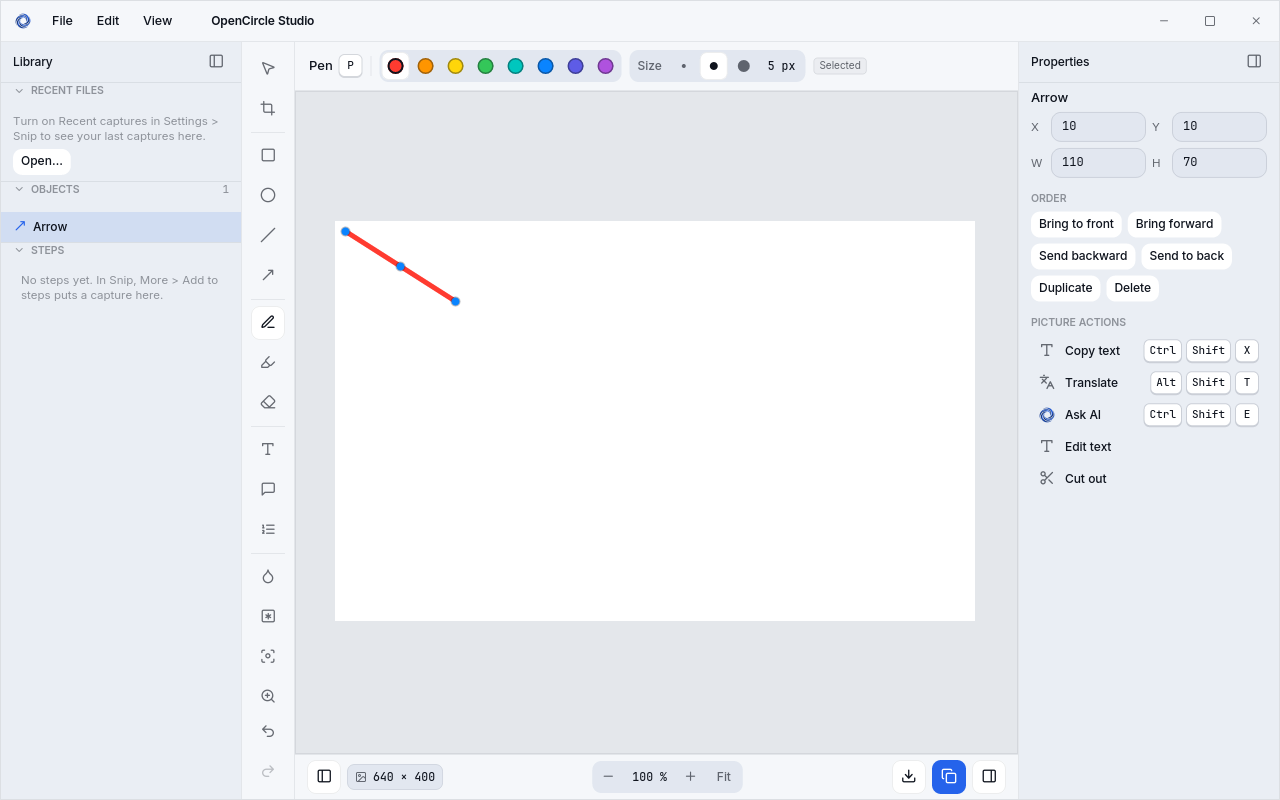 File Edit View OpenCircle Studio
Library
RECENT FILES
Turn on Recent captures in Settings >
Snip to see your last captures here.
Open...
OBJECTS 1
Arrow
STEPS
No steps yet. In Snip, More > Add to
steps puts a capture here.
Pen P Size 5 px Selected
640 × 400 100 % Fit
Properties
Arrow
X 10 Y 10
W 110 H 70
ORDER
Bring to front Bring forward
Send backward Send to back
Duplicate Delete
PICTURE ACTIONS
Copy text Ctrl Shift X
Translate Alt Shift T
Ask AI Ctrl Shift E
Edit text
Cut out